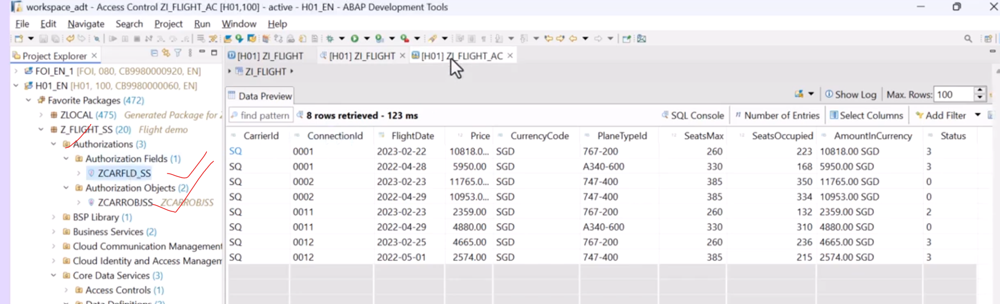 workspace_adt - Access Control ZI_FLIGHT_AC [H01,100] - active - H01_EN - ABAP Development Tools
File Edit Navigate Search Project Run Window Help
Project Explorer
[H01] ZI_FLIGHT [H01] ZI_FLIGHT [H01] ZI_FLIGHT_AC
FOI_EN_1 [FOI, 080, CB9980000920, EN]
H01_EN [H01, 100, CB9980000060, EN]
Favorite Packages (472)
ZLOCAL (475) Generated Package for Z
Z_FLIGHT_SS (20) Flight demo
Authorizations (3)
Authorization Fields (1)
ZCARFLD_SS
Authorization Objects (2)
ZCARROBJSS ZCARROBJSS
BSP Library (1)
Business Services (2)
Cloud Communication Management
Cloud Identity and Access Managem
Core Data Services (3)
Access Controls (1)
Data Definitions (2)
ZI_FLIGHT
Data Preview
Show Log Max. Rows: 100
find pattern 8 rows retrieved - 123 ms SQL Console Number of Entries Select Columns Add Filter
CarrierId ConnectionId FlightDate Price CurrencyCode PlaneTypeId SeatsMax SeatsOccupied AmountInCurrency Status
SQ 0001 2023-02-22 10818.0... SGD 767-200 260 223 10818.00 SGD 3
SQ 0001 2022-04-28 5950.00 SGD A340-600 330 168 5950.00 SGD 3
SQ 0002 2023-02-23 11765.0... SGD 747-400 385 350 11765.00 SGD 0
SQ 0002 2022-04-29 10953.0... SGD 747-400 385 334 10953.00 SGD 0
SQ 0011 2023-02-23 2359.00 SGD 767-200 260 132 2359.00 SGD 2
SQ 0011 2022-04-29 4880.00 SGD A340-600 330 310 4880.00 SGD 0
SQ 0012 2023-02-25 4665.00 SGD 767-200 260 236 4665.00 SGD 3
SQ 0012 2022-05-01 2574.00 SGD 747-400 385 215 2574.00 SGD 3